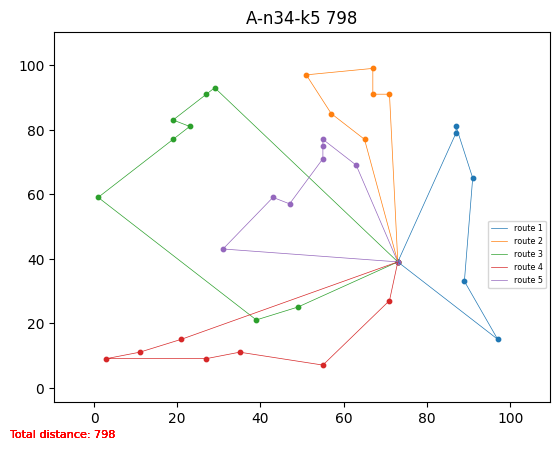 A-n34-k5 798
100
80
60
40
20
0
route 1
route 2
route 3
route 4
route 5
0 20 40 60 80 100
Total distance: 798